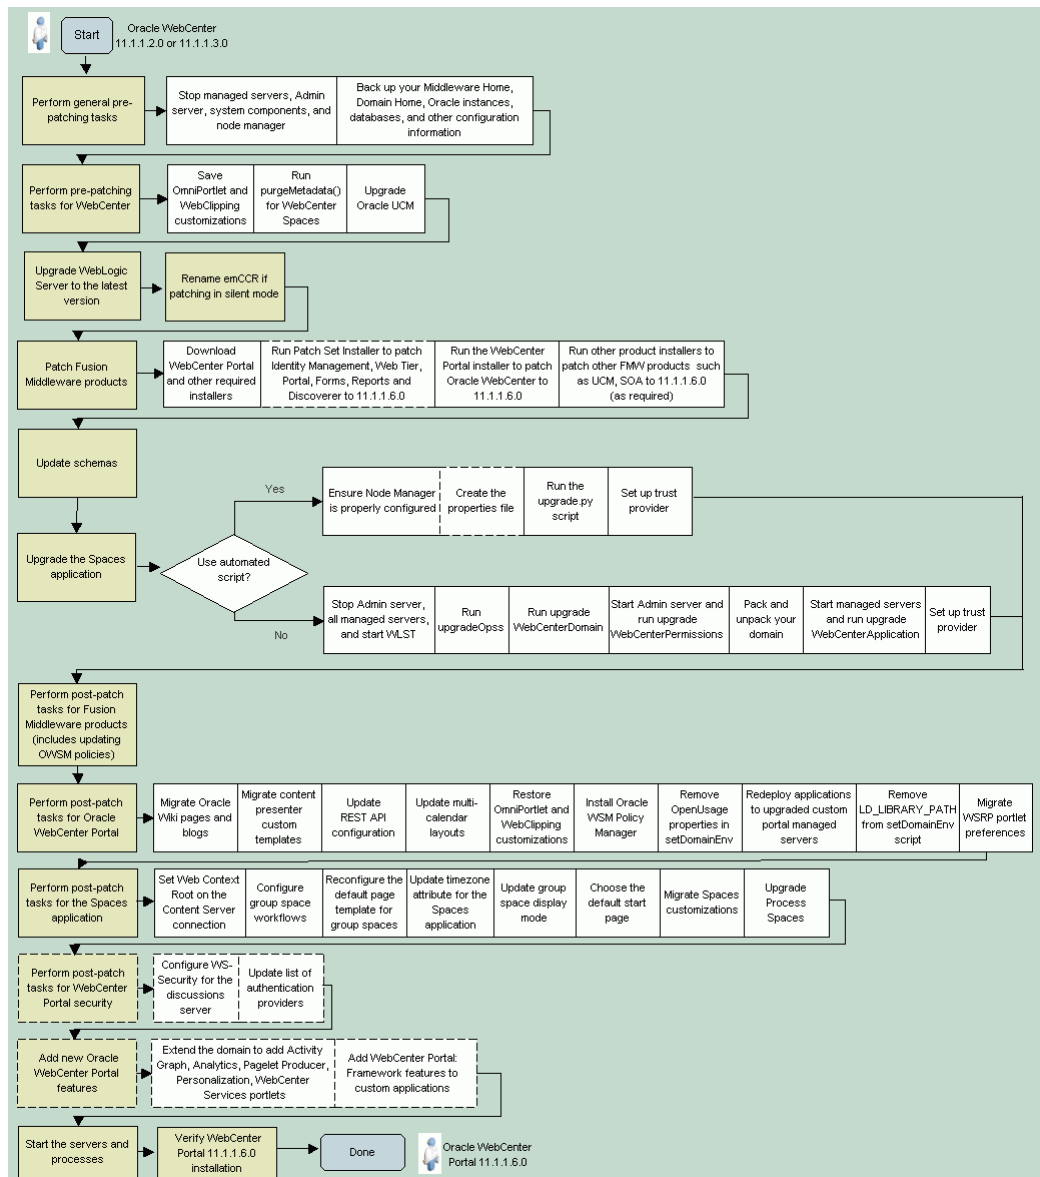 Start
Oracle WebCenter
11.1.1.2.0 or 11.1.1.3.0
Perform general pre-
patching tasks
Stop managed servers, Admin
server, system components, and
node manager
Back up your Middleware Home,
Domain Home, Oracle instances,
databases, and other configuration
information
Perform pre-patching
tasks for WebCenter
Save
OmniPortlet and
WebClipping
customizations
Run
purgeMetadata()
for WebCenter
Spaces
Upgrade
Oracle UCM
Upgrade WebLogic
Server to the latest
version
Rename emCCR if
patching in silent mode
Patch Fusion
Middleware products
Download
WebCenter Portal
and other required
installers
Run Patch Set Installer to patch
Identity Management, Web Tier,
Portal, Forms, Reports and
Discoverer to 11.1.1.6.0
Run the WebCenter
Portal installer to patch
Oracle WebCenter to
11.1.1.6.0
Run other product installers to
patch other FMW products such
as UCM, SOA to 11.1.1.6.0
(as required)
Update schemas
Upgrade the Spaces
application
Use automated
script?
Yes
Ensure Node Manager
is properly configured
Create the
properties file
Run the
upgrade.py
script
Set up trust
provider
No
Stop Admin server,
all managed servers,
and start WLST
Run
upgradeOpss
Run upgrade
WebCenterDomain
Start Admin server and
run upgrade
WebCenterPermissions
Pack and
unpack your
domain
Start managed servers
and run upgrade
WebCenterApplication
Set up trust
provider
Perform post-patch
tasks for Fusion
Middleware products
(includes updating
OWSM policies)
Perform post-patch
tasks for Oracle
WebCenter Portal
Migrate Oracle
Wiki pages and
blogs
Migrate content
presenter
custom
templates
Update
REST API
configuration
Update multi-
calendar
layouts
Restore
OmniPortlet and
WebClipping
customizations
Install Oracle
WSM Policy
Manager
Remove
OpenUsage
properties in
setDomainEnv
Redeploy applications
to upgraded custom
portal managed
servers
Remove
LD_LIBRARY_PATH
from setDomainEnv
script
Migrate
WSRP portlet
preferences
Perform post-patch
tasks for the Spaces
application
Set Web Context
Root on the
Content Server
connection
Configure
group space
workflows
Reconfigure the
default page
template for
group spaces
Update timezone
attribute for the
Spaces
application
Update group
space display
mode
Choose the
default start
page
Migrate Spaces
customizations
Upgrade
Process
Spaces
Perform post-patch
tasks for WebCenter
Portal security
Configure WS-
Security for the
discussions
server
Update list of
authentication
providers
Add new Oracle
WebCenter Portal
features
Extend the domain to add Activity
Graph, Analytics, Pagelet Producer,
Personalization, WebCenter
Services portlets
Add WebCenter Portal:
Framework features to
custom applications
Start the servers and
processes
Verify WebCenter
Portal 11.1.1.6.0
installation
Done
Oracle WebCenter
Portal 11.1.1.6.0